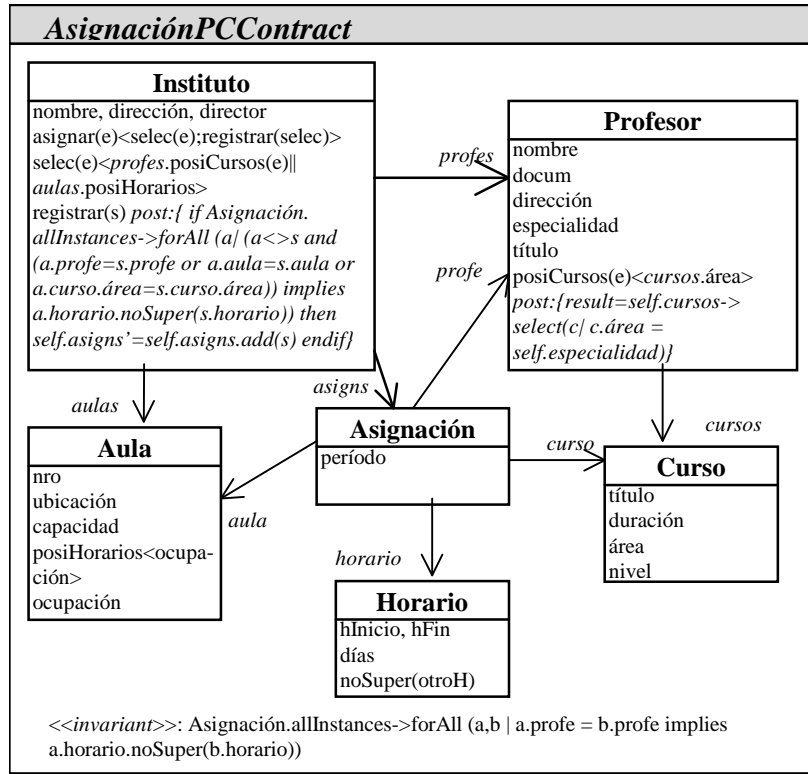 AsignaciónPCContract
Instituto
nombre, dirección, director
asignar(e)<selec(e);registrar(selec)>
selec(e)<profes.posiCursos(e)||
aulas.posiHorarios>
registrar(s) post:{ if Asignación.
allInstances->forAll (a| (a<>s and
(a.profe=s.profe or a.aula=s.aula or
a.curso.área=s.curso.área)) implies
a.horario.noSuper(s.horario)) then
self.asigns’=self.asigns.add(s) endif}
profes
Profesor
nombre
docum
dirección
especialidad
título
posiCursos(e)<cursos.área>
post:{result=self.cursos->
select(c| c.área =
self.especialidad)}
profe
aulas
asigns
Aula
nro
ubicación
capacidad
posiHorarios<ocupa-
ción>
ocupación
aula
Asignación
período
curso
cursos
Curso
título
duración
área
nivel
horario
Horario
hInicio, hFin
días
noSuper(otroH)
<<invariant>>: Asignación.allInstances->forAll (a,b | a.profe = b.profe implies
a.horario.noSuper(b.horario))